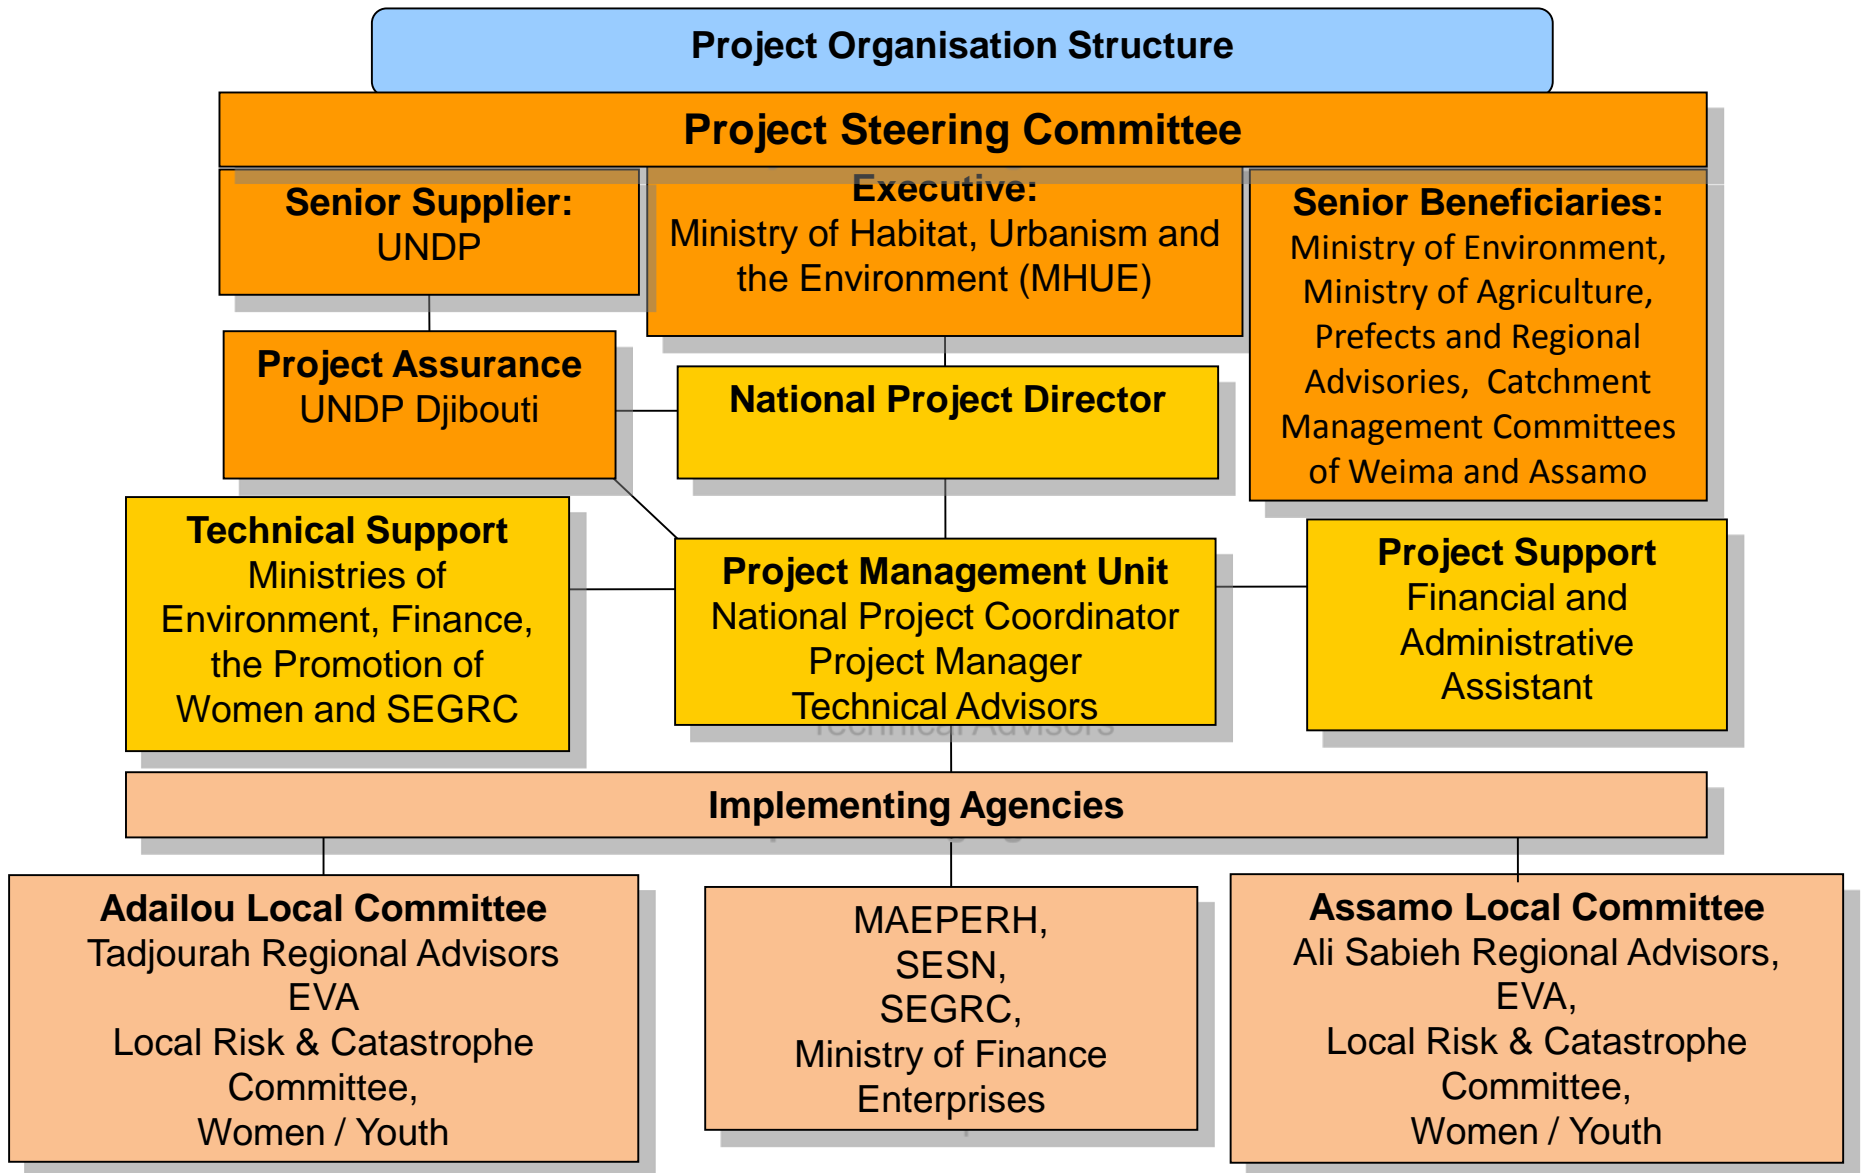 Project Organisation Structure
Project Steering Committee
Senior Supplier:
UNDP
Executive:
Ministry of Habitat, Urbanism and
the Environment (MHUE)
Senior Beneficiaries:
Ministry of Environment,
Ministry of Agriculture,
Prefects and Regional
Advisories, Catchment
Management Committees
of Weima and Assamo
Project Assurance
UNDP Djibouti
National Project Director
Technical Support
Ministries of
Environment, Finance,
the Promotion of
Women and SEGRC
Project Management Unit
National Project Coordinator
Project Manager
Technical Advisors
Project Support
Financial and
Administrative
Assistant
Implementing Agencies
Adailou Local Committee
Tadjourah Regional Advisors
EVA
Local Risk & Catastrophe
Committee,
Women / Youth
MAEPERH,
SESN,
SEGRC,
Ministry of Finance
Enterprises
Assamo Local Committee
Ali Sabieh Regional Advisors,
EVA,
Local Risk & Catastrophe
Committee,
Women / Youth